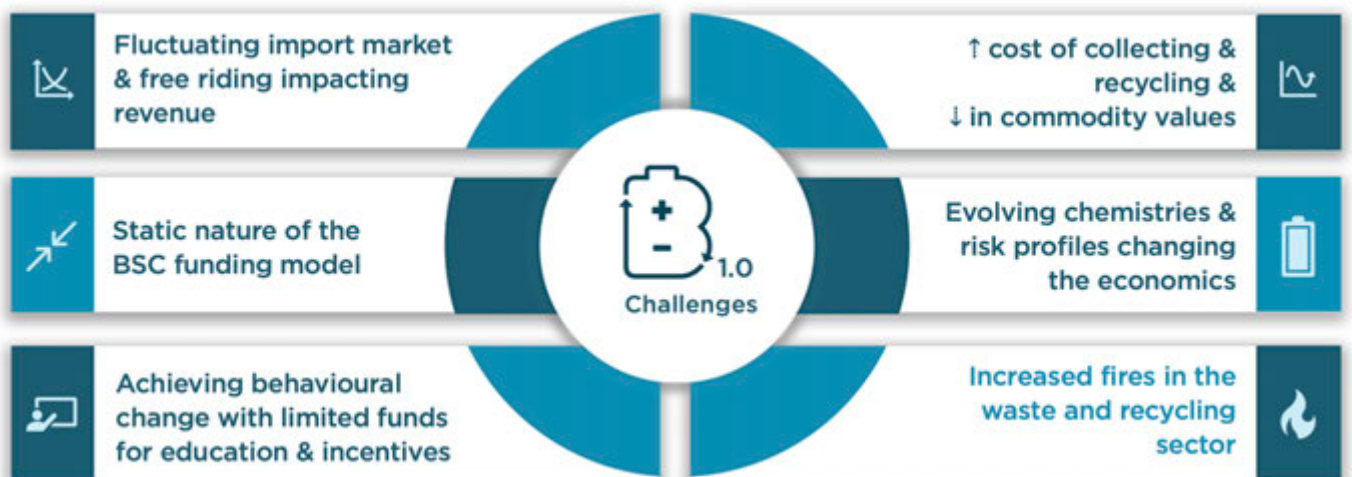 Fluctuating import market
& free riding impacting
revenue
↑ cost of collecting &
recycling &
↓ in commodity values
Static nature of the
BSC funding model
+
-
1.0
Challenges
Evolving chemistries &
risk profiles changing
the economics
Achieving behavioural
change with limited funds
for education & incentives
Increased fires in the
waste and recycling
sector